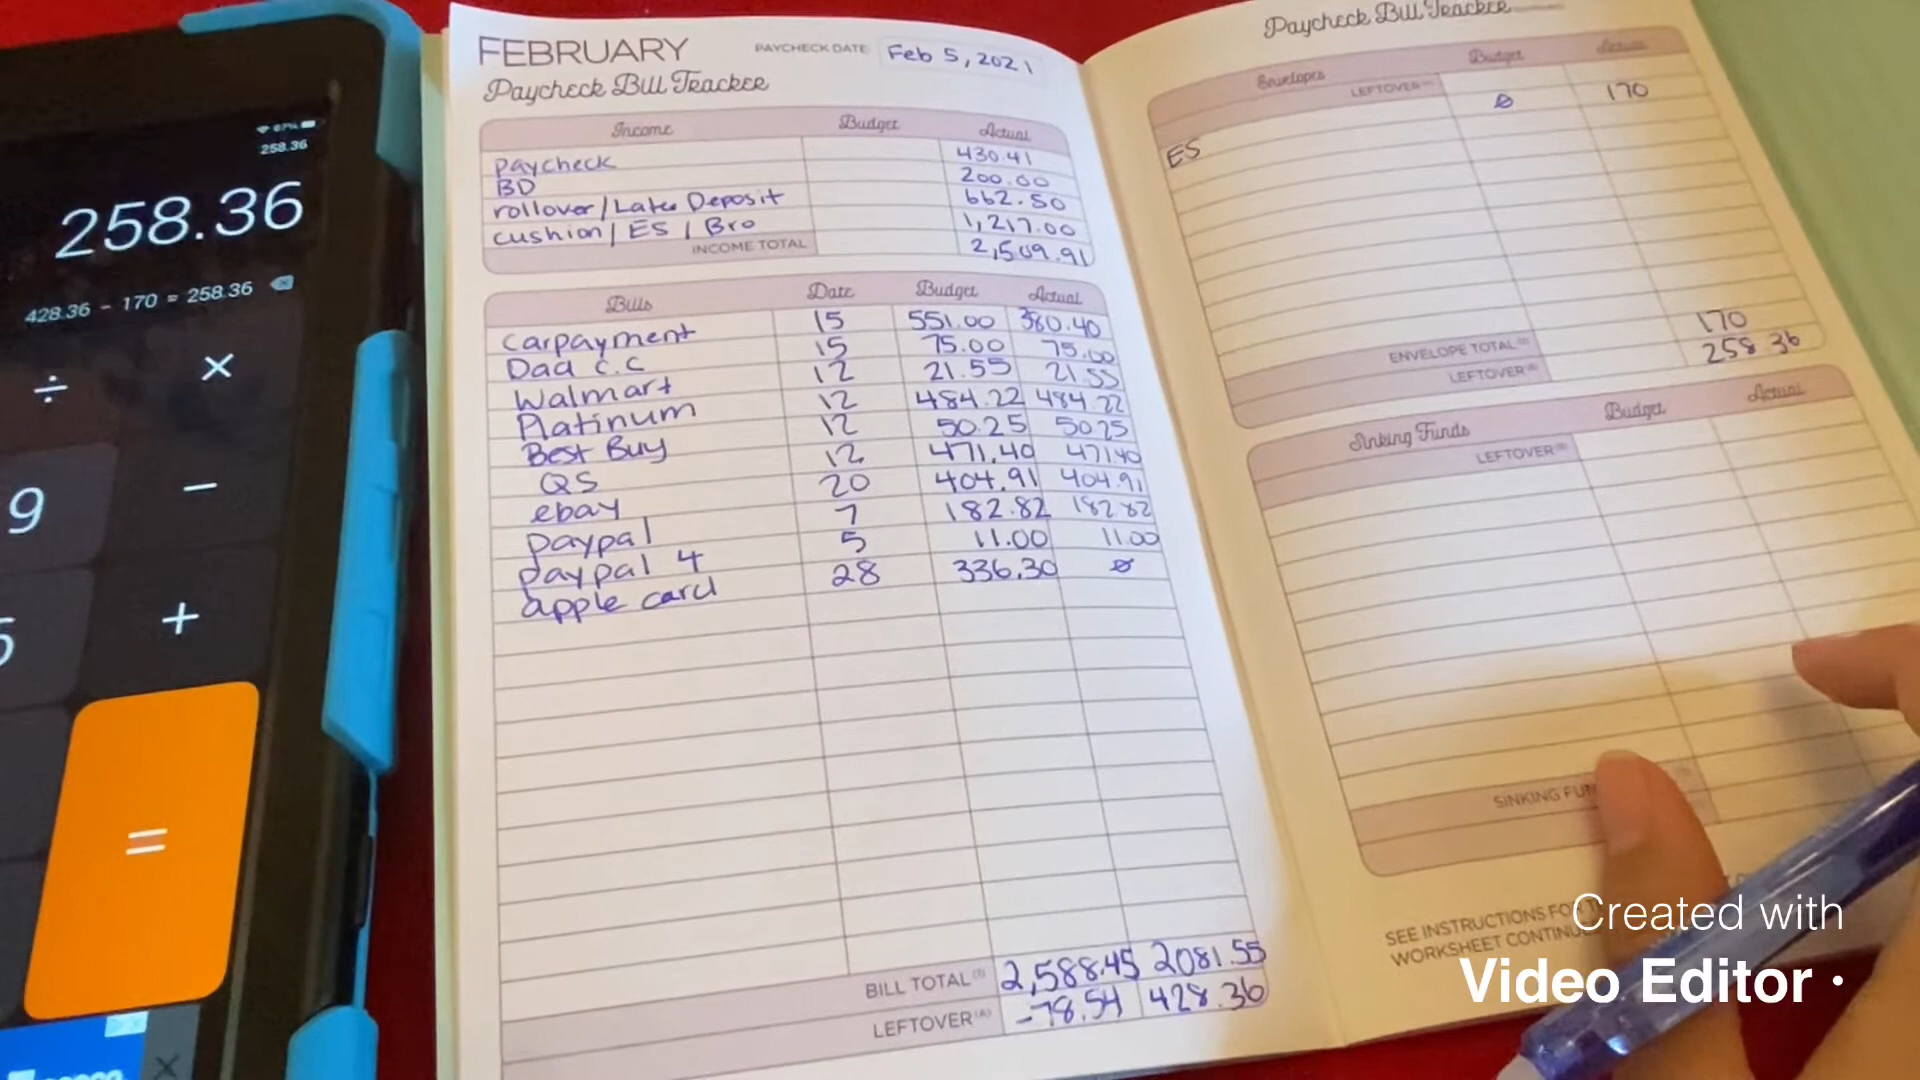 87%
258.36
258.36
428.36 - 170 = 258.36
÷ ×
9 −
+
=
FEBRUARY PAYCHECK DATE Feb 5, 2021
Paycheck Bill Tracker
Income Budget Actual
Paycheck 430.41
BD 200.00
rollover/Late Deposit 662.50
cushion/ES/Bro 1,217.00
INCOME TOTAL 2,509.91
Bills Date Budget Actual
Carpayment 15 551.00 380.40
Dad C.C 15 75.00 75.00
Walmart 12 21.55 21.55
Platinum 12 484.22 484.22
Best Buy 12 50.25 50.25
QS 12 471.40 471.40
ebay 20 404.91 404.91
paypal 7 182.82 182.82
paypal 4 5 11.00 11.00
apple card 28 336.30 ∅
BILL TOTAL 2,588.45 2081.55
LEFTOVER (A) -78.54 428.36
Paycheck Bill Tracker
Envelopes Budget Actual
LEFTOVER
ES ∅ 170
ENVELOPE TOTAL 170
LEFTOVER 258.36
Sinking Funds Budget Actual
LEFTOVER
SINKING
SEE INSTRUCTIONS
WORKSHEET
Created with
Video Editor